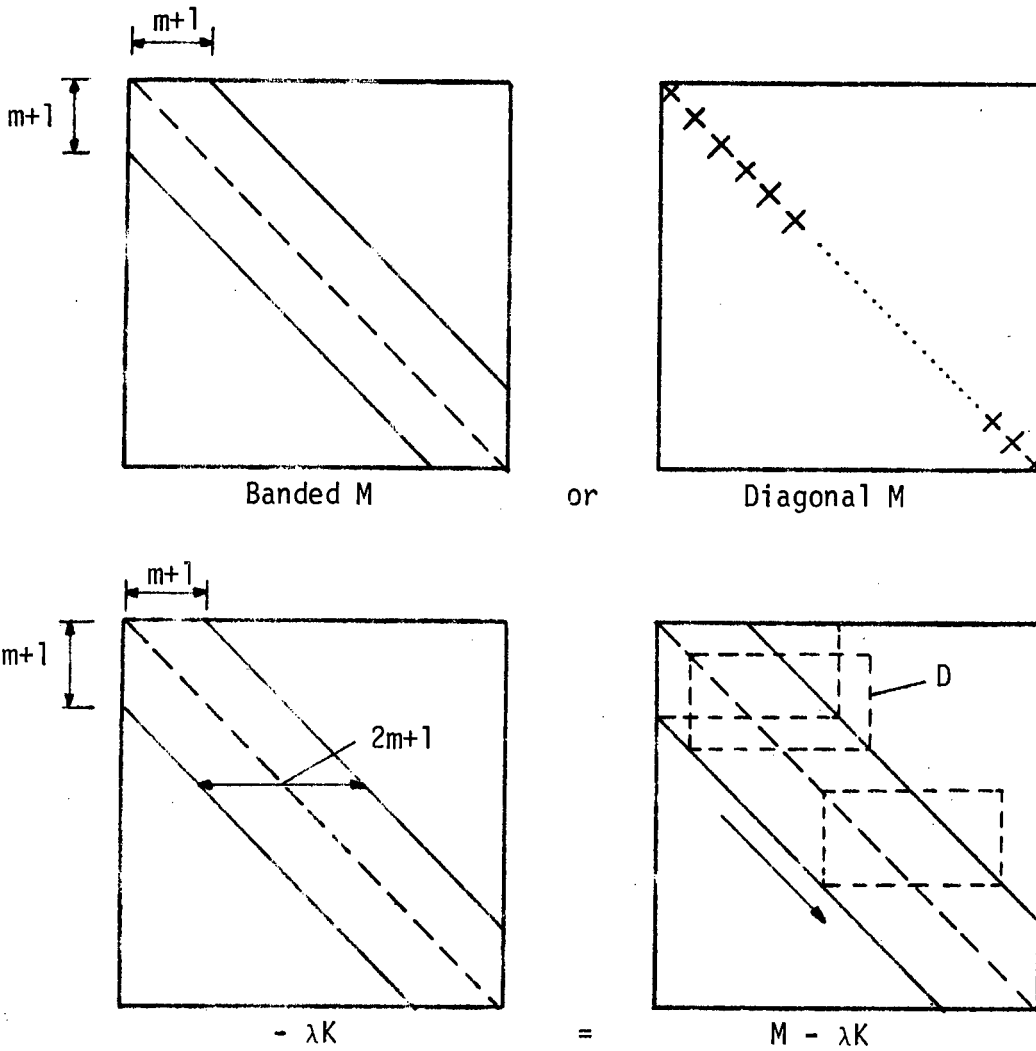 m+1
m+1
Banded M or Diagonal M
m+1
m+1
2m+1
D
- λK = M - λK